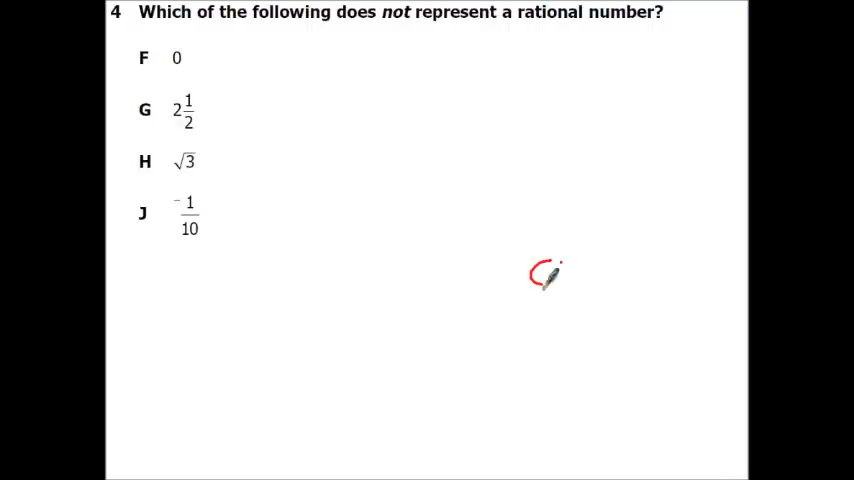 4 Which of the following does not represent a rational number?
F 0
G 2 1/2
H √3
J -1/10